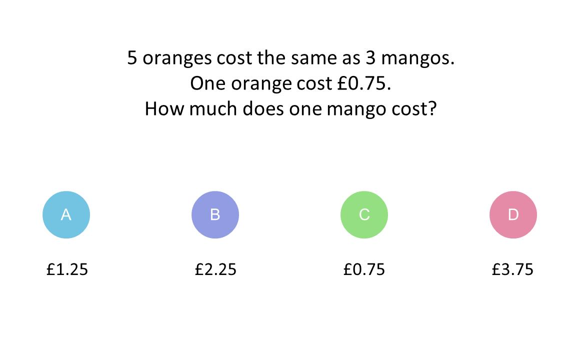 5 oranges cost the same as 3 mangos.
One orange cost £0.75.
How much does one mango cost?
A
B
C
D
£1.25
£2.25
£0.75
£3.75